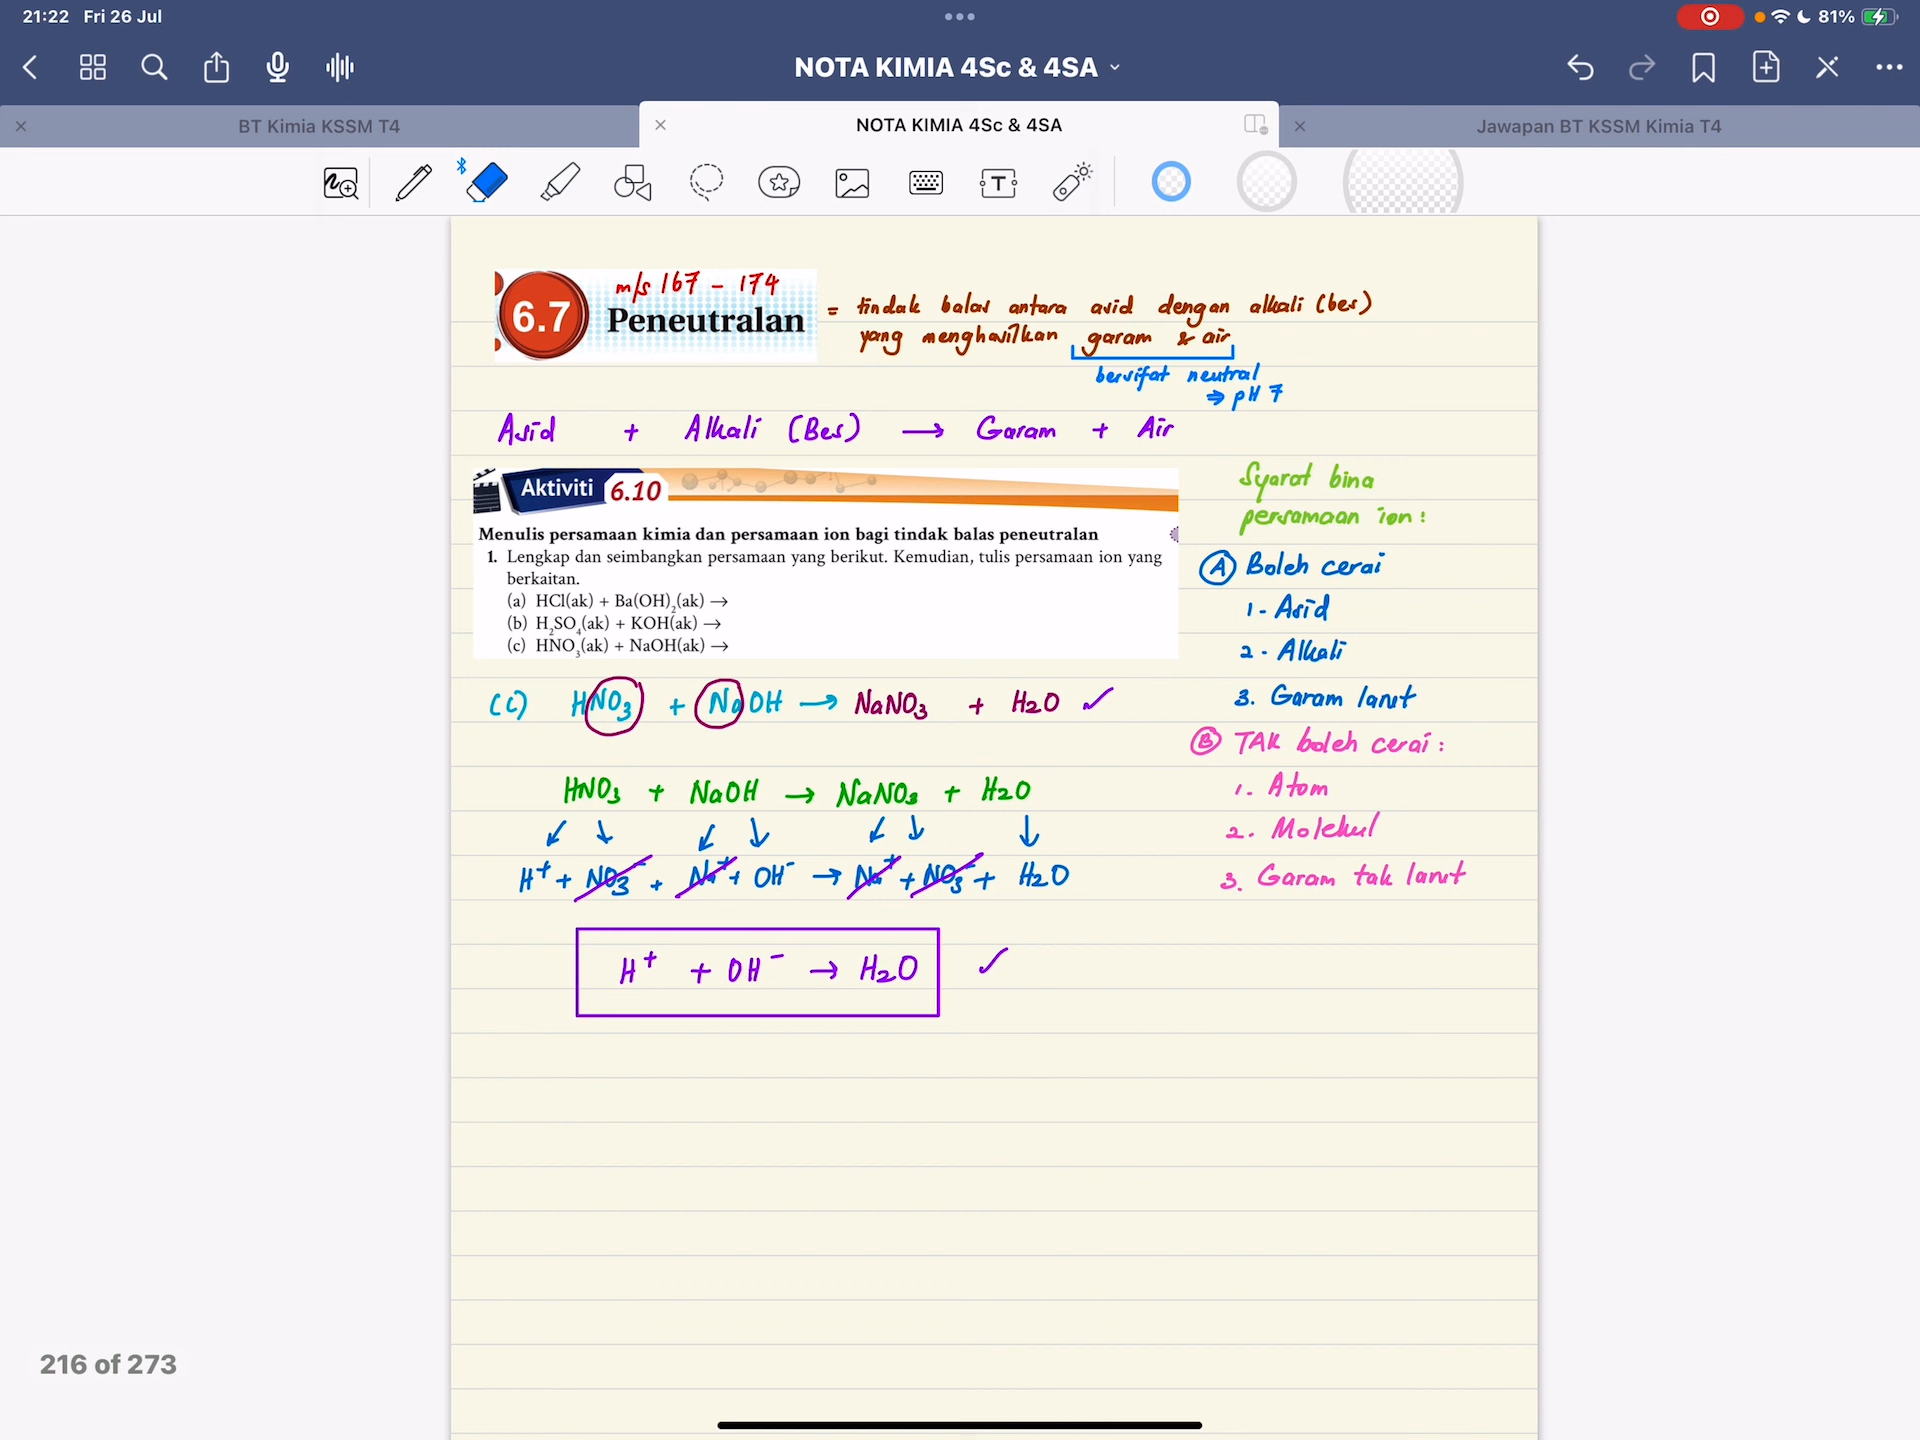 21:22 Fri 26 Jul
81%
NOTA KIMIA 4Sc & 4SA
BT Kimia KSSM T4
NOTA KIMIA 4Sc & 4SA
Jawapan BT KSSM Kimia T4
T
m/s 167 - 174
6.7 Peneutralan
= tindak balas antara asid dengan alkali (bes)
yang menghasilkan garam & air
bersifat neutral
⇒ pH 7
Asid + Alkali (Bes) → Garam + Air
Aktiviti 6.10
Menulis persamaan kimia dan persamaan ion bagi tindak balas peneutralan
1. Lengkap dan seimbangkan persamaan yang berikut. Kemudian, tulis persamaan ion yang
berkaitan.
(a) HCl(ak) + Ba(OH)₂(ak) →
(b) H₂SO₄(ak) + KOH(ak) →
(c) HNO₃(ak) + NaOH(ak) →
Syarat bina
persamaan ion :
(A) Boleh cerai
1. Asid
2. Alkali
3. Garam larut
(B) TAK boleh cerai :
1. Atom
2. Molekul
3. Garam tak larut
(c) HNO₃ + NaOH → NaNO₃ + H₂O ✓
HNO₃ + NaOH → NaNO₃ + H₂O
↙ ↓ ↙ ↓ ↙ ↓ ↓
H⁺ + NO₃⁻ + Na⁺ + OH⁻ → Na⁺ + NO₃⁻ + H₂O
H⁺ + OH⁻ → H₂O ✓
216 of 273